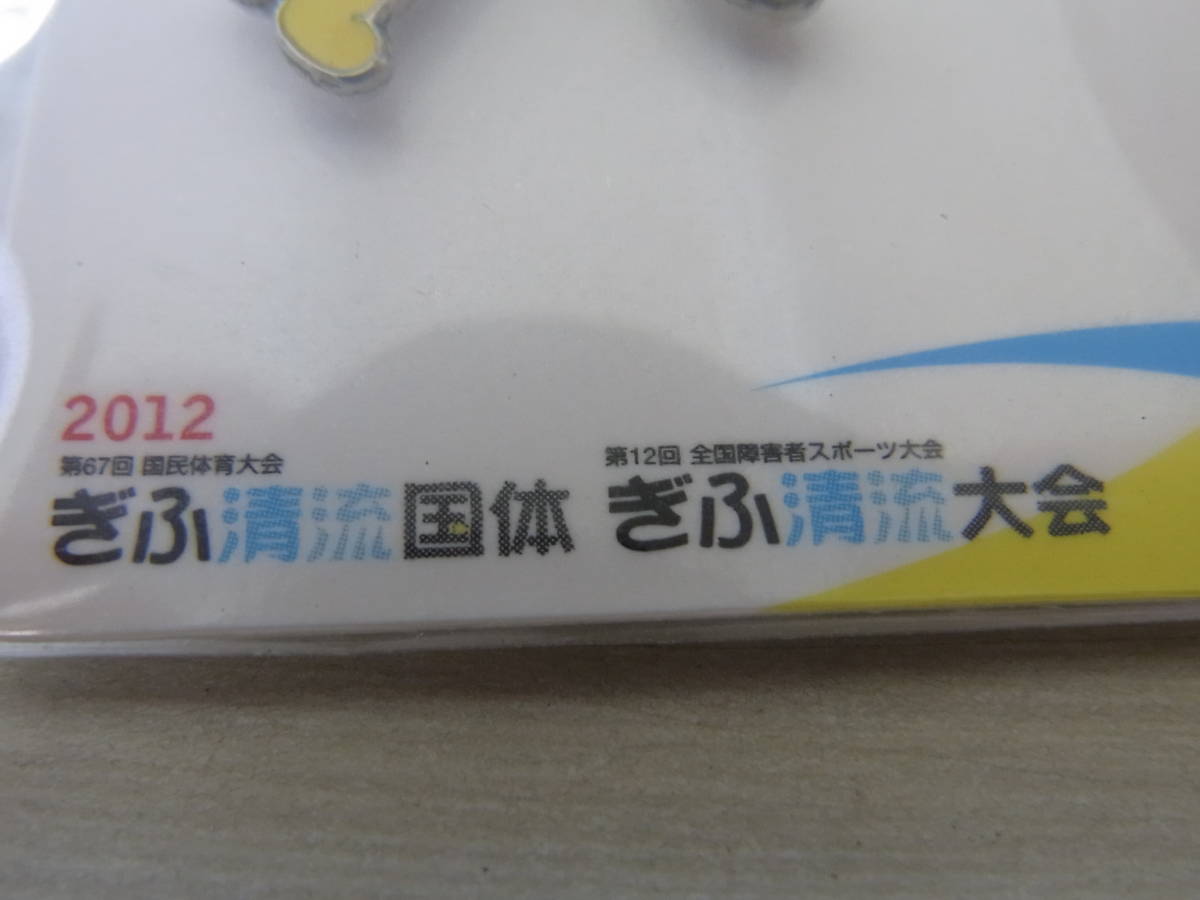 2012
第67回 国民体育大会
ぎふ清流国体
第12回 全国障害者スポーツ大会
ぎふ清流大会